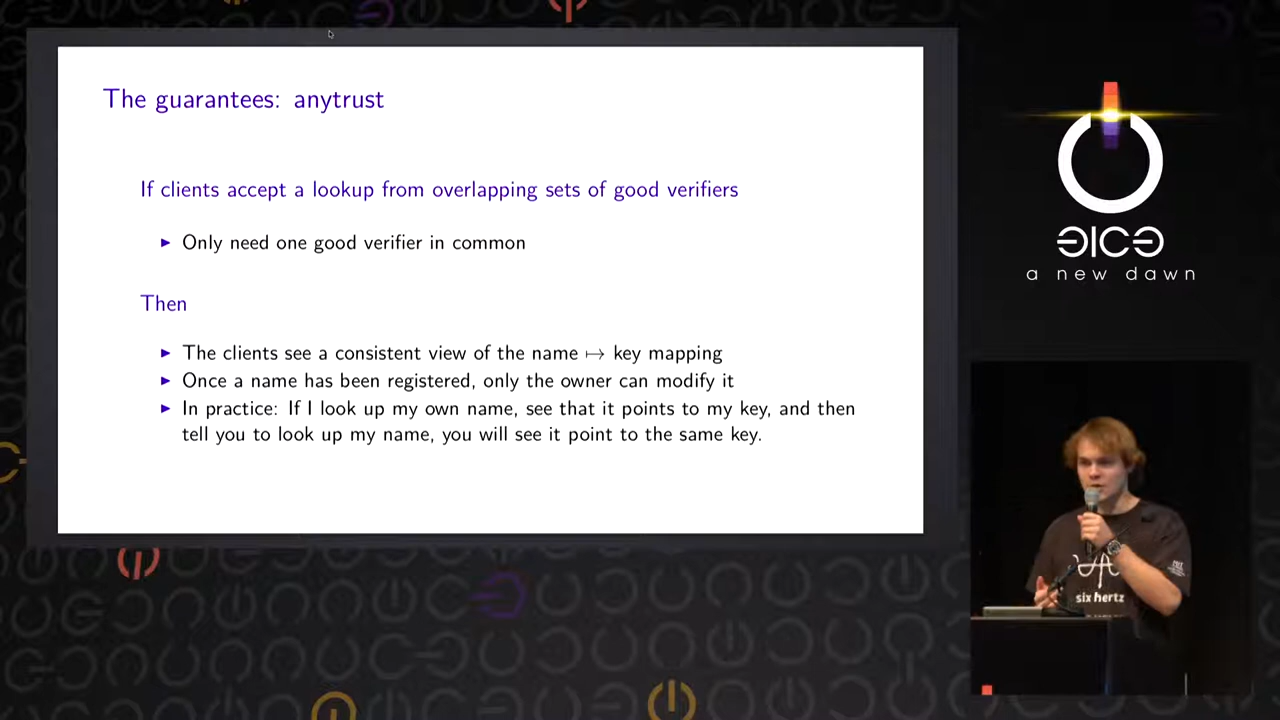 The guarantees: anytrust
If clients accept a lookup from overlapping sets of good verifiers
▶ Only need one good verifier in common
Then
▶ The clients see a consistent view of the name ↦ key mapping
▶ Once a name has been registered, only the owner can modify it
▶ In practice: If I look up my own name, see that it points to my key, and then
tell you to look up my name, you will see it point to the same key.
a new dawn
six hertz